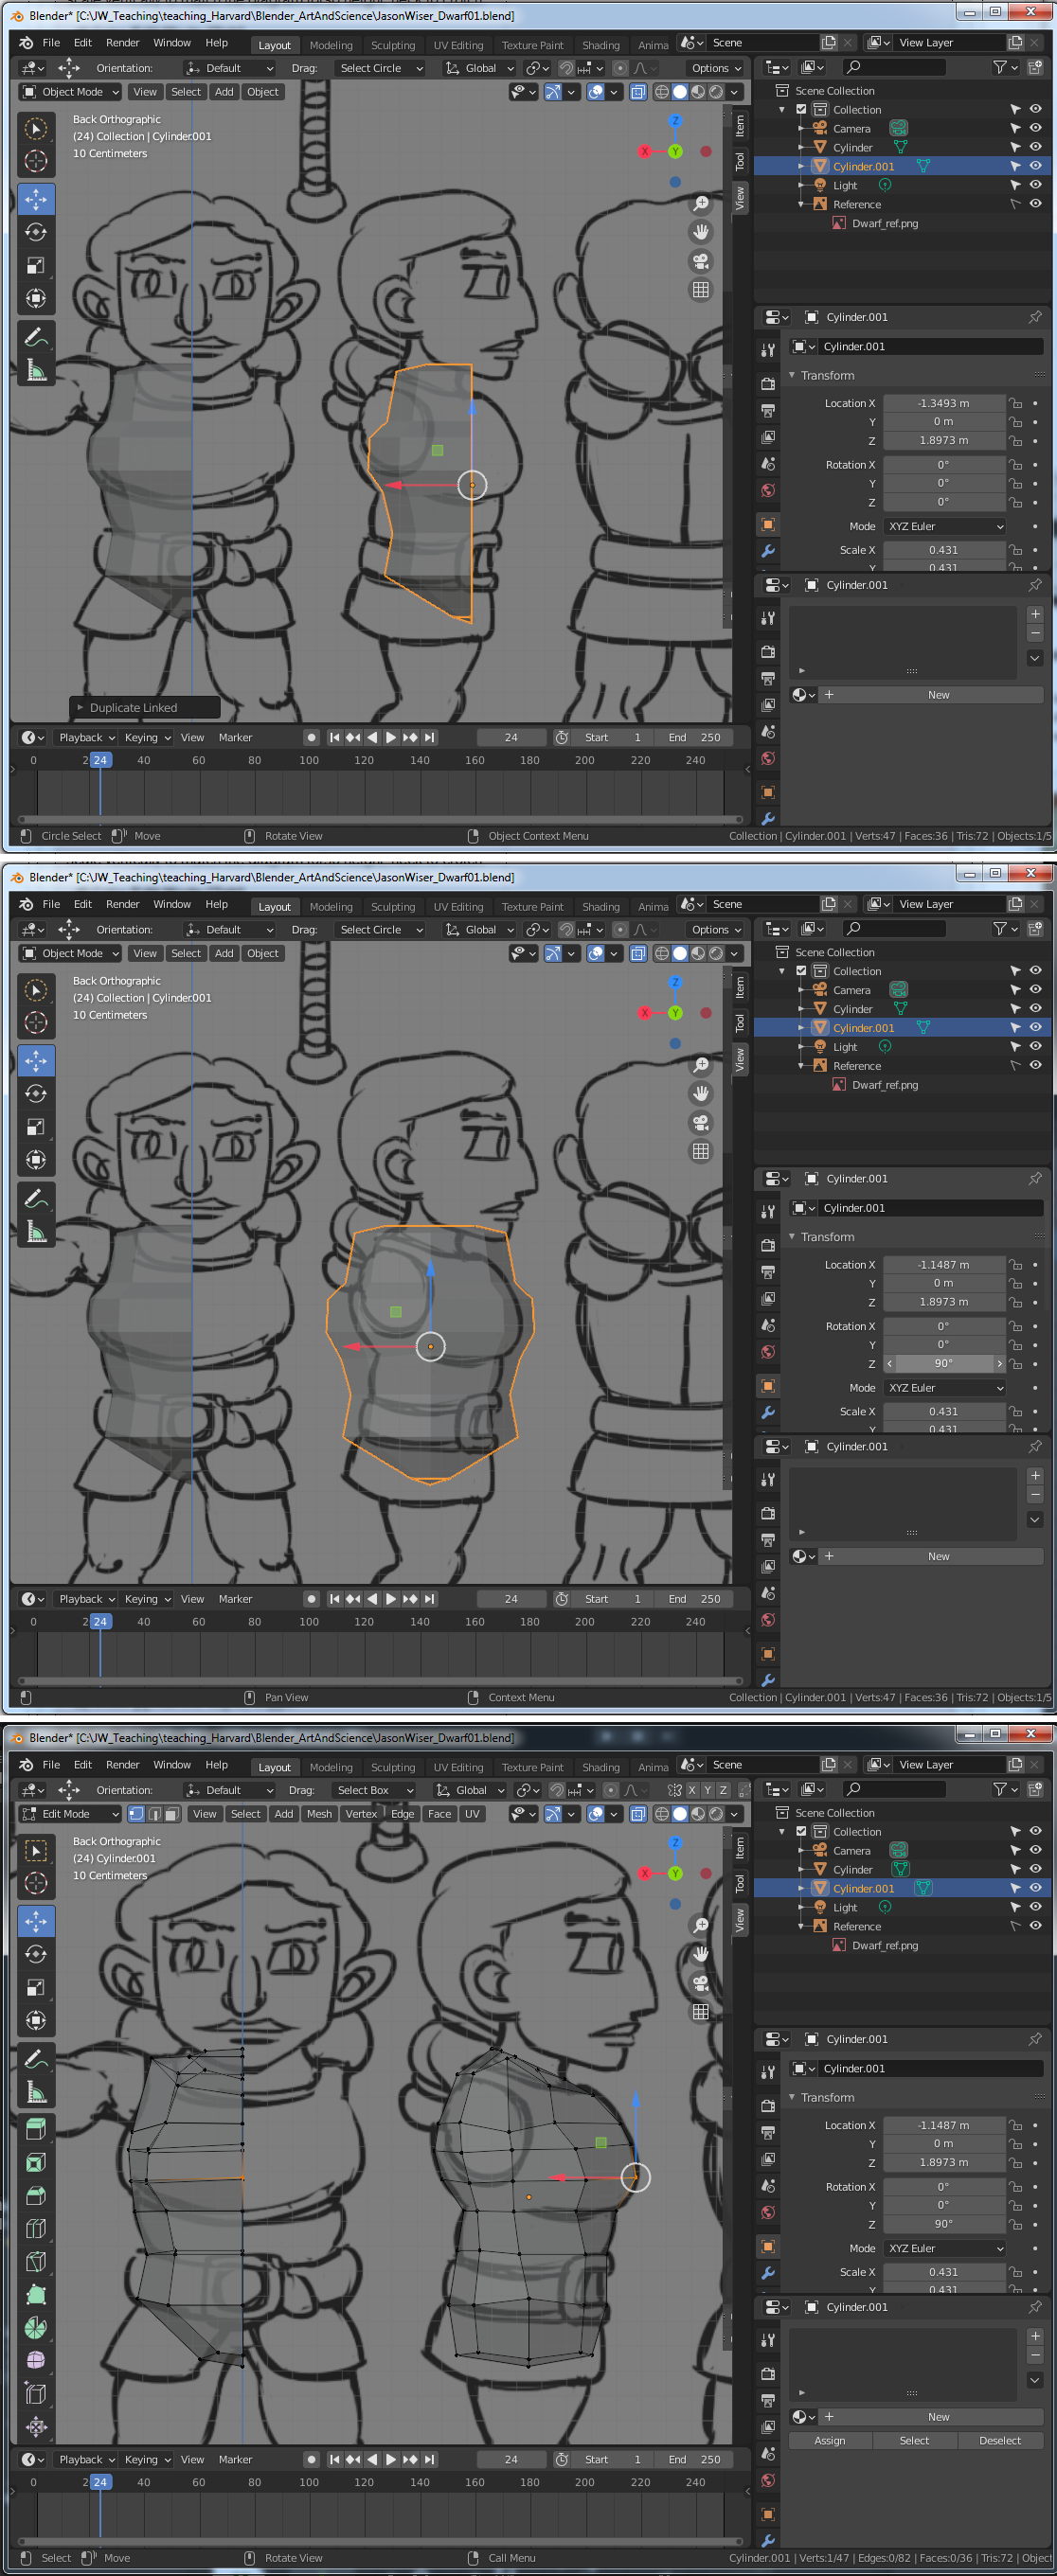 Blender* [C:\JW_Teaching\teaching_Harvard\Blender_ArtAndScience\JasonWiser_Dwarf01.blend]
File Edit Render Window Help Layout Modeling Sculpting UV Editing Texture Paint Shading Anima Scene View Layer
Orientation: Default Drag: Select Circle Global Options
Object Mode View Select Add Object
Back Orthographic
(24) Collection | Cylinder.001
10 Centimeters
Item
Tool
View
Scene Collection
Collection
Camera
Cylinder
Cylinder.001
Light
Reference
Dwarf_ref.png
Cylinder.001
Cylinder.001
Transform
Location X -1.3493 m
Y 0 m
Z 1.8973 m
Rotation X 0°
Y 0°
Z 0°
Mode XYZ Euler
Scale X 0.431
Y 0.431
Cylinder.001
New
Duplicate Linked
Playback Keying View Marker 24 Start 1 End 250
0 2 24 40 60 80 100 120 140 160 180 200 220 240
Circle Select Move Rotate View Object Context Menu Collection | Cylinder.001 | Verts:47 | Faces:36 | Tris:72 | Objects:1/5
Blender* [C:\JW_Teaching\teaching_Harvard\Blender_ArtAndScience\JasonWiser_Dwarf01.blend]
File Edit Render Window Help Layout Modeling Sculpting UV Editing Texture Paint Shading Anima Scene View Layer
Orientation: Default Drag: Select Circle Global Options
Object Mode View Select Add Object
Back Orthographic
(24) Collection | Cylinder.001
10 Centimeters
Item
Tool
View
Scene Collection
Collection
Camera
Cylinder
Cylinder.001
Light
Reference
Dwarf_ref.png
Cylinder.001
Cylinder.001
Transform
Location X -1.1487 m
Y 0 m
Z 1.8973 m
Rotation X 0°
Y 0°
Z 90°
Mode XYZ Euler
Scale X 0.431
Y 0.431
Cylinder.001
New
Playback Keying View Marker 24 Start 1 End 250
0 2 24 40 60 80 100 120 140 160 180 200 220 240
Pan View Context Menu Collection | Cylinder.001 | Verts:47 | Faces:36 | Tris:72 | Objects:1/5
Blender* [C:\JW_Teaching\teaching_Harvard\Blender_ArtAndScience\JasonWiser_Dwarf01.blend]
File Edit Render Window Help Layout Modeling Sculpting UV Editing Texture Paint Shading Anima Scene View Layer
Orientation: Default Drag: Select Box Global X Y Z
Edit Mode View Select Add Mesh Vertex Edge Face UV
Back Orthographic
(24) Cylinder.001
10 Centimeters
Item
Tool
View
Scene Collection
Collection
Camera
Cylinder
Cylinder.001
Light
Reference
Dwarf_ref.png
Cylinder.001
Cylinder.001
Transform
Location X -1.1487 m
Y 0 m
Z 1.8973 m
Rotation X 0°
Y 0°
Z 90°
Mode XYZ Euler
Scale X 0.431
Y 0.431
Cylinder.001
New
Assign Select Deselect
Playback Keying View Marker 24 Start 1 End 250
0 2 24 40 60 80 100 120 140 160 180 200 220 240
Select Move Rotate View Call Menu Cylinder.001 | Verts:1/47 | Edges:0/82 | Faces:0/36 | Tris:72 | Object